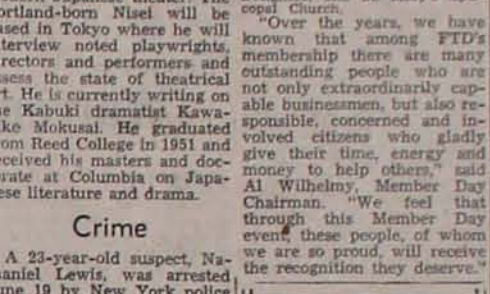 ortland-born Nisei will be
ased in Tokyo where he will
terview noted playwrights,
rectors and performers and
sess the state of theatrical
rt. He is currently writing on
e Kabuki dramatist Kawa-
ke Mokusai. He graduated
om Reed College in 1951 and
eceived his masters and doc-
rate at Columbia on Japa-
ese literature and drama.
Crime
A 23-year-old suspect, Na-
aniel Lewis, was arrested
une 19 by New York police
copal Church.
"Over the years, we have
known that among FTD's
membership there are many
outstanding people who are
not only extraordinarily cap-
able businessmen, but also re-
sponsible, concerned and in-
volved citizens who gladly
give their time, energy and
money to help others," said
Al Wilhelmy, Member Day
Chairman. "We feel that
through this Member Day
event, these people, of whom
we are so proud, will receive
the recognition they deserve."